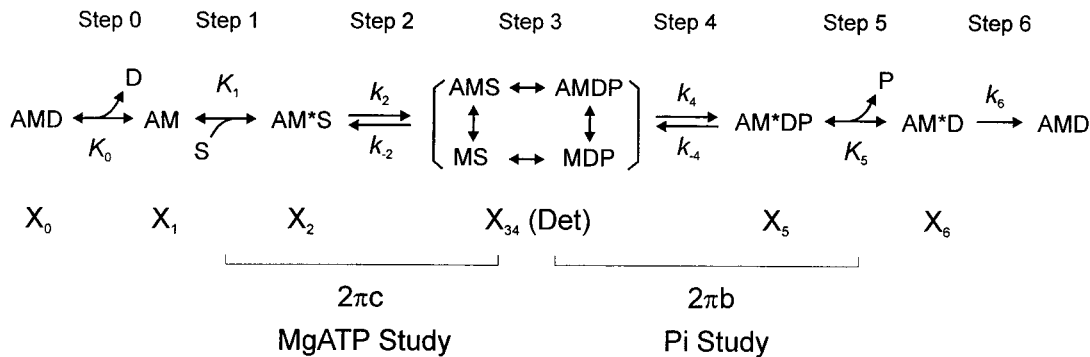 Step 0 Step 1 Step 2 Step 3 Step 4 Step 5 Step 6
D K₁ k₂ AMS ↔ AMDP k₄ P k₆
AMD ↔ AM ↔ AM*S ⇌ ↕ ↕ ⇌ AM*DP ↔ AM*D → AMD
K₀ S k₋₂ MS ↔ MDP k₋₄ K₅
X₀ X₁ X₂ X₃₄ (Det) X₅ X₆
2πc 2πb
MgATP Study Pi Study